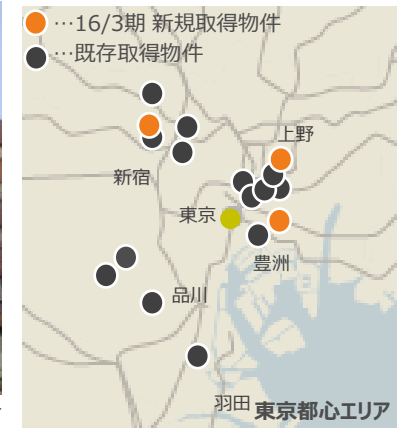 …16/3期 新規取得物件
…既存取得物件
上野
新宿
東京
豊洲
品川
羽田
東京都心エリア